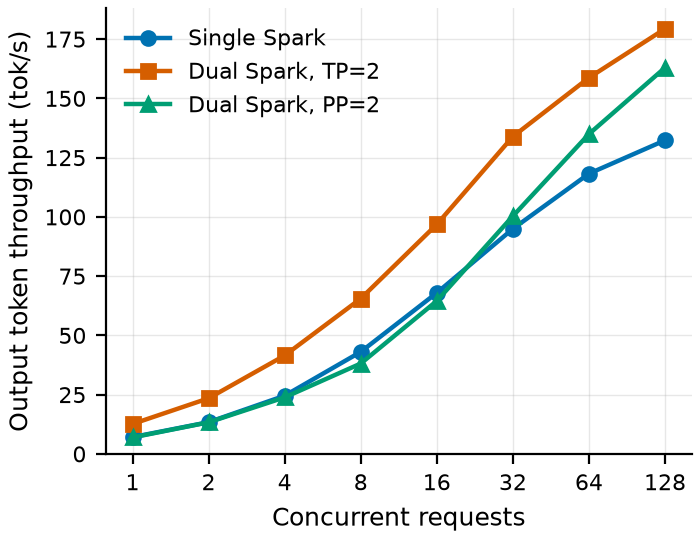 Output token throughput (tok/s)
175
150
125
100
75
50
25
0
Single Spark
Dual Spark, TP=2
Dual Spark, PP=2
1 2 4 8 16 32 64 128
Concurrent requests